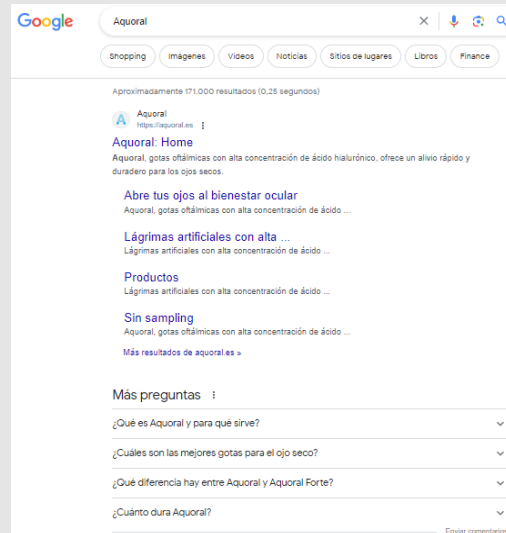 Google
Aquoral
Shopping
Imágenes
Videos
Noticias
Sitios de lugares
Libros
Finance
Aproximadamente 171.000 resultados (0,25 segundos)
A
Aquoral
https://aquoral.es
Aquoral: Home
Aquoral, gotas oftálmicas con alta concentración de ácido hialurónico, ofrece un alivio rápido y
duradero para los ojos secos.
Abre tus ojos al bienestar ocular
Aquoral, gotas oftálmicas con alta concentración de ácido ...
Lágrimas artificiales con alta ...
Lágrimas artificiales con alta concentración de ácido ...
Productos
Lágrimas artificiales con alta concentración de ácido ...
Sin sampling
Aquoral, gotas oftálmicas con alta concentración de ácido ...
Más resultados de aquoral.es »
Más preguntas
¿Qué es Aquoral y para qué sirve?
¿Cuáles son las mejores gotas para el ojo seco?
¿Qué diferencia hay entre Aquoral y Aquoral Forte?
¿Cuánto dura Aquoral?
Enviar comentarios